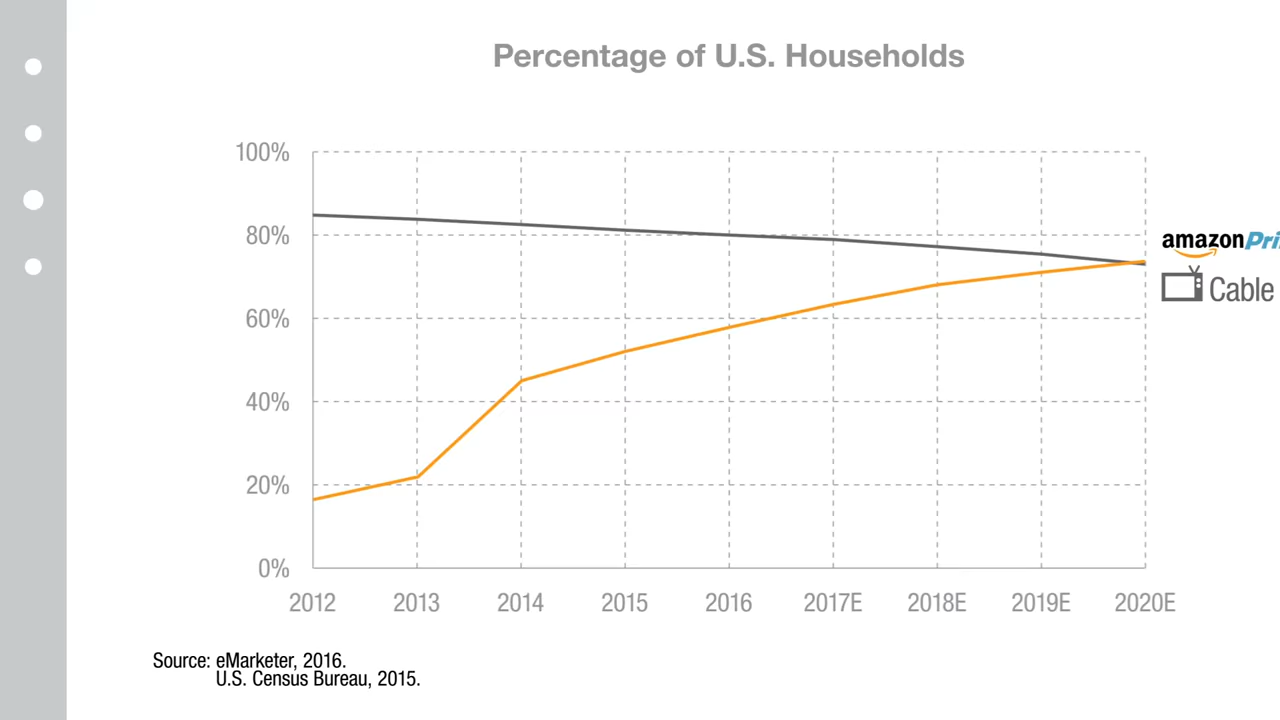 Percentage of U.S. Households
100%
80%
60%
40%
20%
0%
amazonPri
Cable
2012 2013 2014 2015 2016 2017E 2018E 2019E 2020E
Source: eMarketer, 2016.
U.S. Census Bureau, 2015.